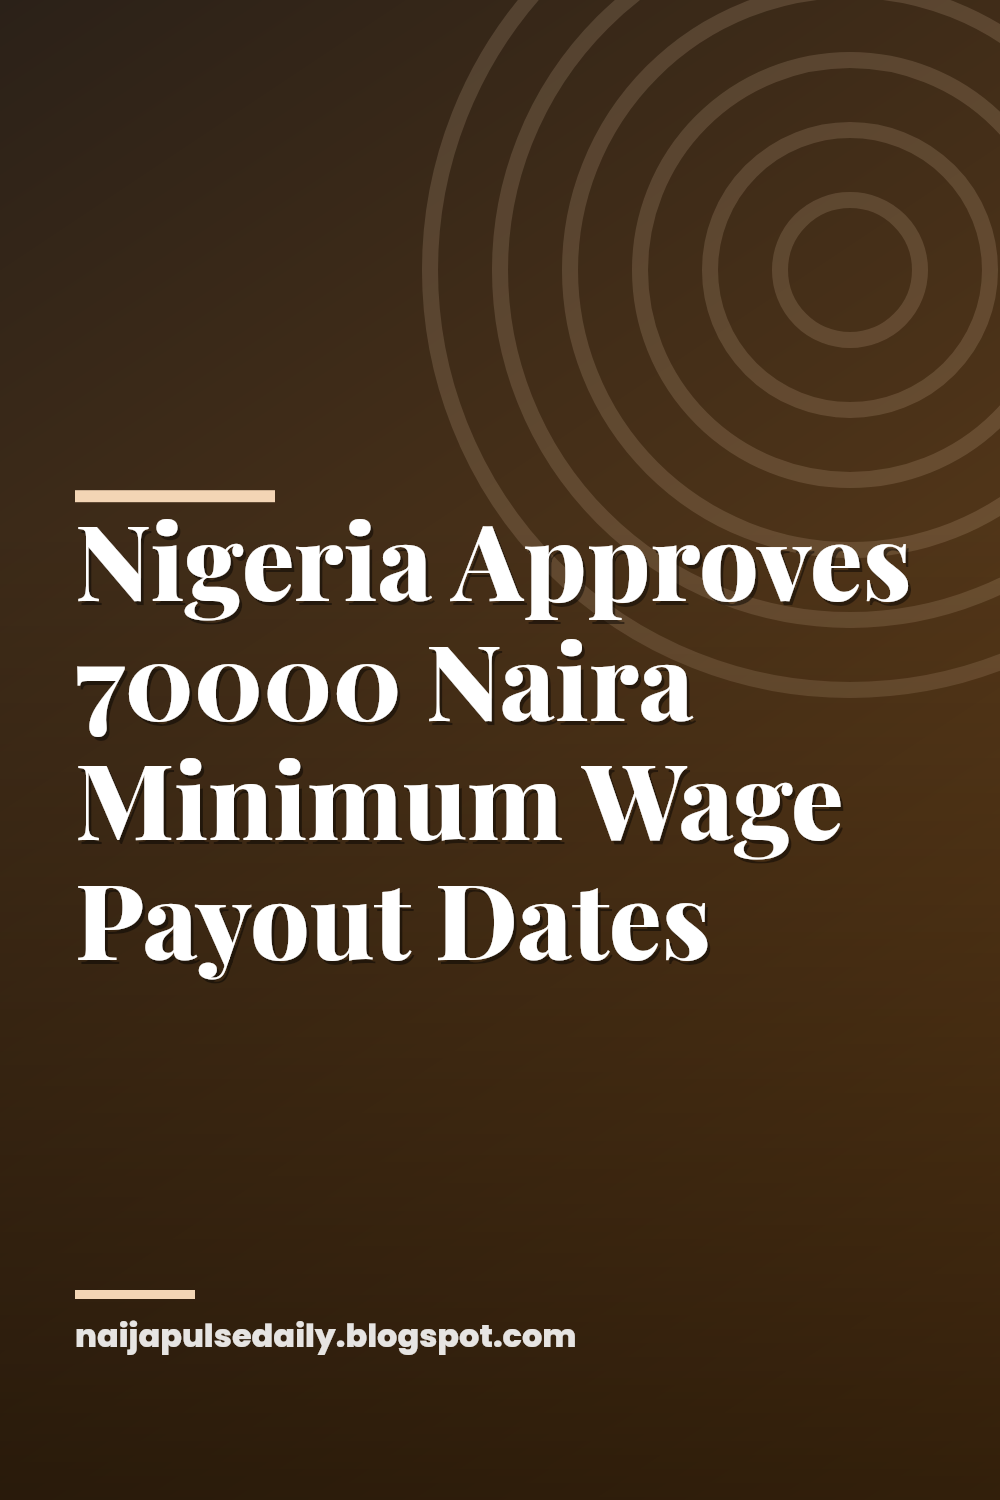 Nigeria Approves
70000 Naira
Minimum Wage
Payout Dates
naijapulsedaily.blogspot.com